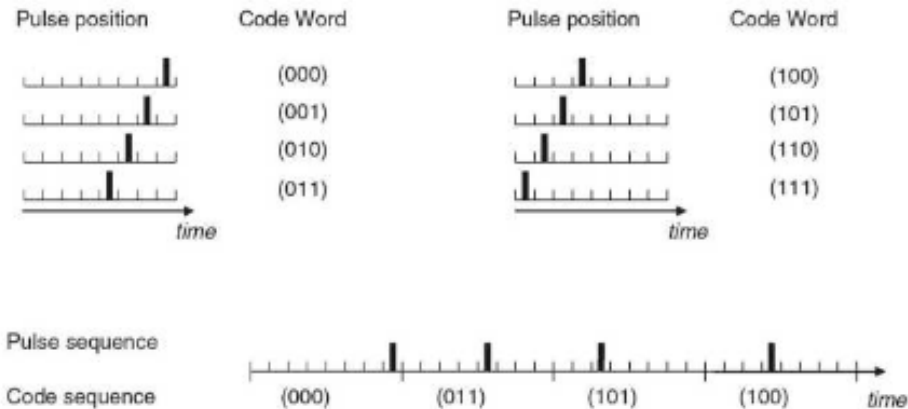 Pulse position Code Word Pulse position Code Word
(000) (100)
(001) (101)
(010) (110)
(011) (111)
time time
Pulse sequence
Code sequence (000) (011) (101) (100) time